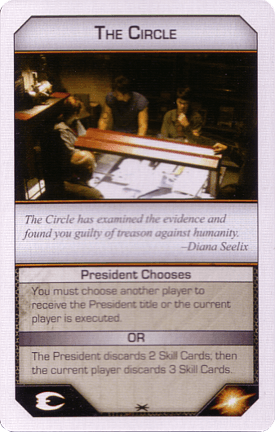 THE CIRCLE
The Circle has examined the evidence and
found you guilty of treason against humanity.
–Diana Seelix
President Chooses
You must choose another player to
receive the President title or the current
player is executed.
OR
The President discards 2 Skill Cards; then
the current player discards 3 Skill Cards.